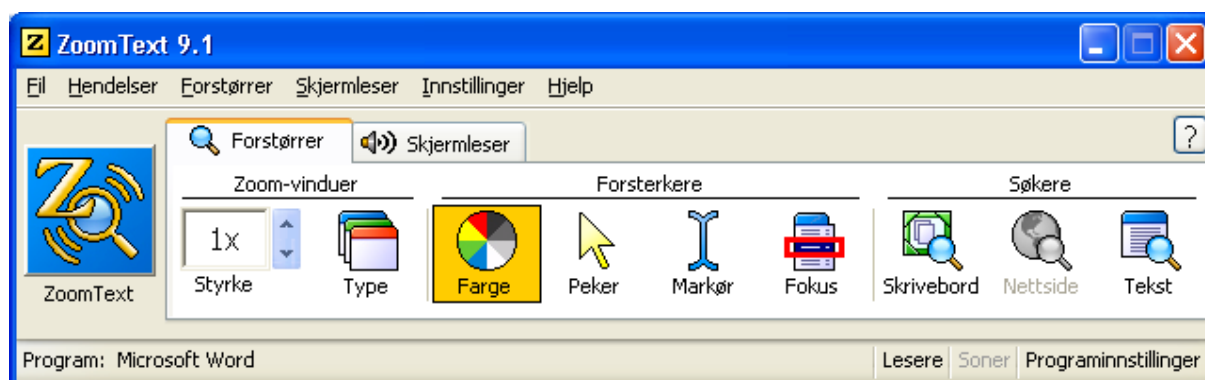 ZoomText 9.1
Fil Hendelser Forstørrer Skjermleser Innstillinger Hjelp
Forstørrer Skjermleser ?
Zoom-vinduer Forsterkere Søkere
1x
Styrke Type Farge Peker Markør Fokus Skrivebord Nettside Tekst
ZoomText
Program: Microsoft Word Lesere Soner Programinnstillinger